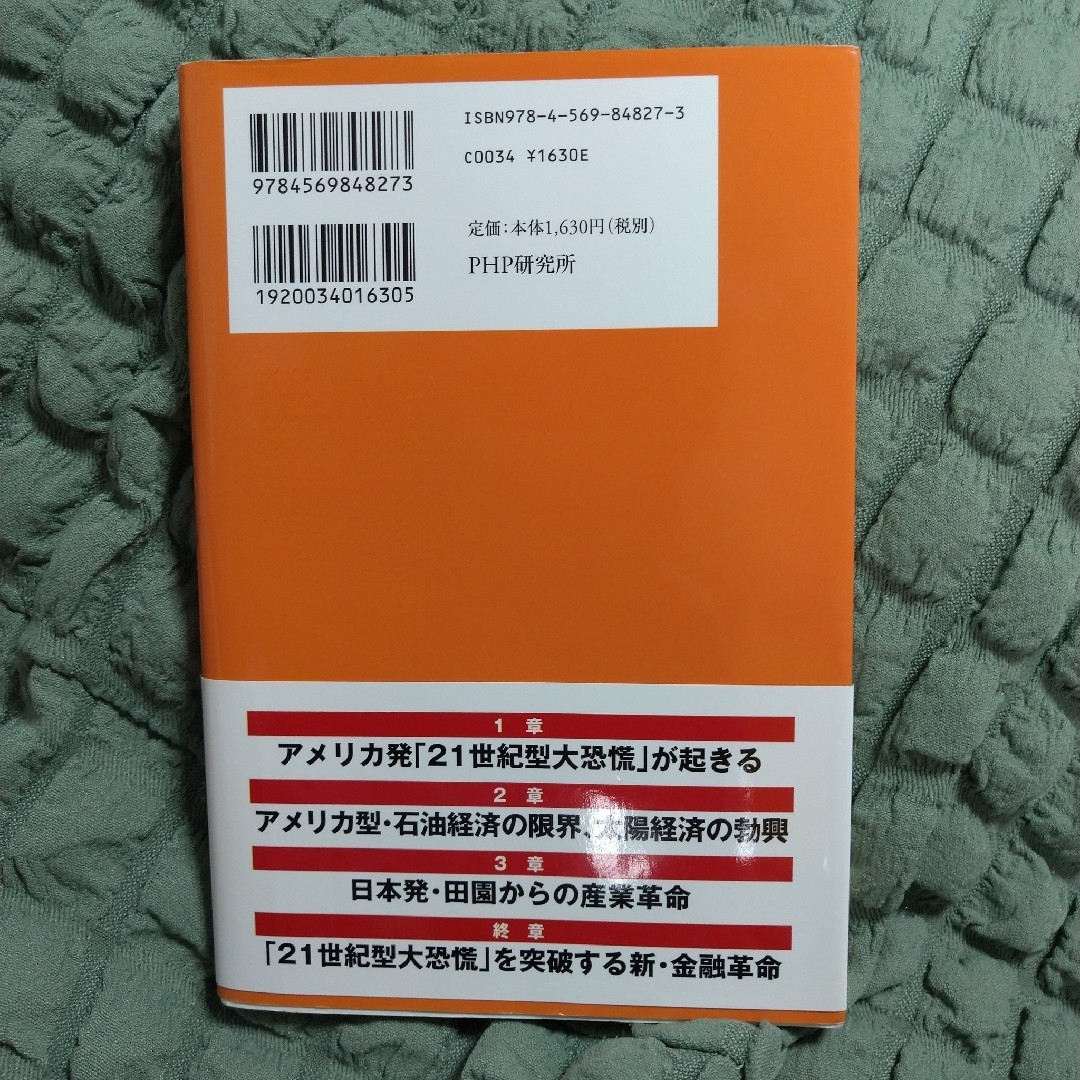 ISBN978-4-569-84827-3
C0034 ¥1630E
9784569848273
定価：本体1,630円（税別）
PHP研究所
1920034016305
1 章
アメリカ発「21世紀型大恐慌」が起きる
2 章
アメリカ型・石油経済の限界、太陽経済の勃興
3 章
日本発・田園からの産業革命
終 章
「21世紀型大恐慌」を突破する新・金融革命